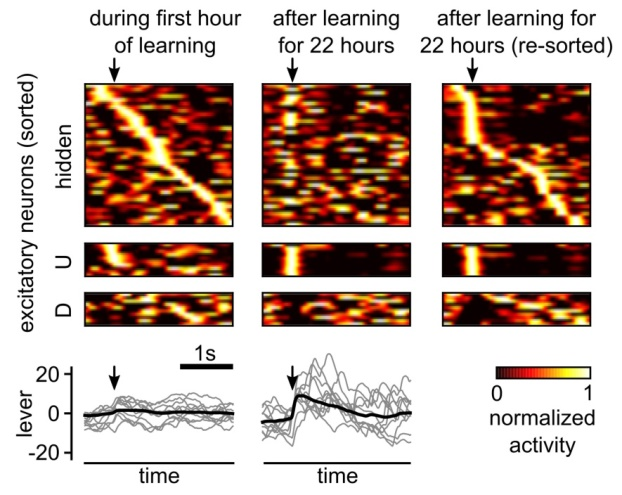 during first hour
of learning
after learning
for 22 hours
after learning for
22 hours (re-sorted)
excitatory neurons (sorted)
hidden
U
D
1s
20
0
-20
lever
time
time
0
1
normalized
activity